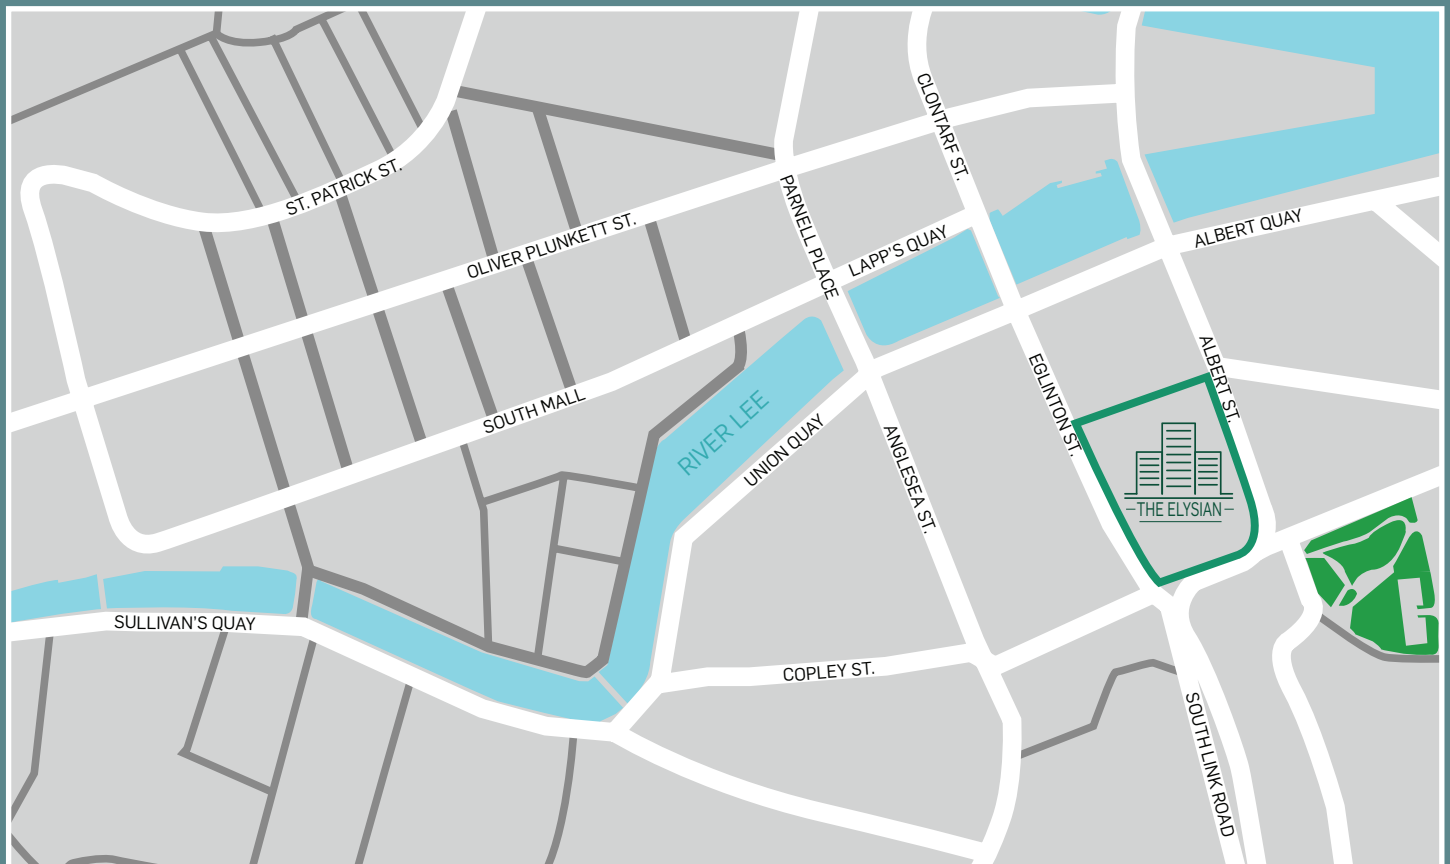 CLONTARF ST.
ST. PATRICK ST.
PARNELL PLACE
OLIVER PLUNKETT ST.
LAPP'S QUAY
ALBERT QUAY
ALBERT ST.
EGLINTON ST.
SOUTH MALL
RIVER LEE
UNION QUAY
ANGLESEA ST.
THE ELYSIAN
SULLIVAN'S QUAY
COPLEY ST.
SOUTH LINK ROAD